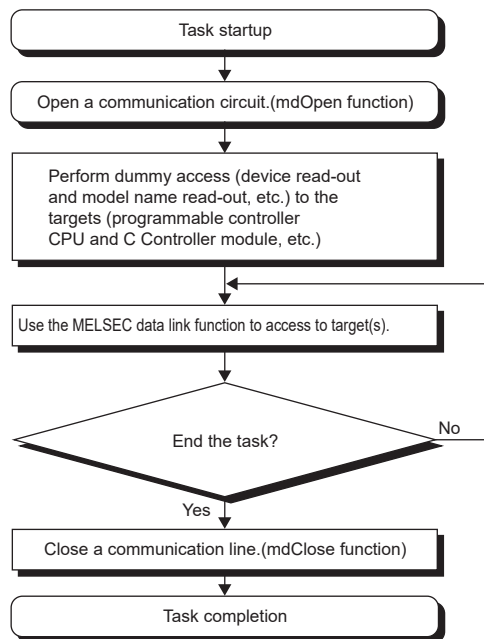 Task startup
Open a communication circuit.(mdOpen function)
Perform dummy access (device read-out
and model name read-out, etc.) to the
targets (programmable controller
CPU and C Controller module, etc.)
Use the MELSEC data link function to access to target(s).
End the task?
No
Yes
Close a communication line.(mdClose function)
Task completion